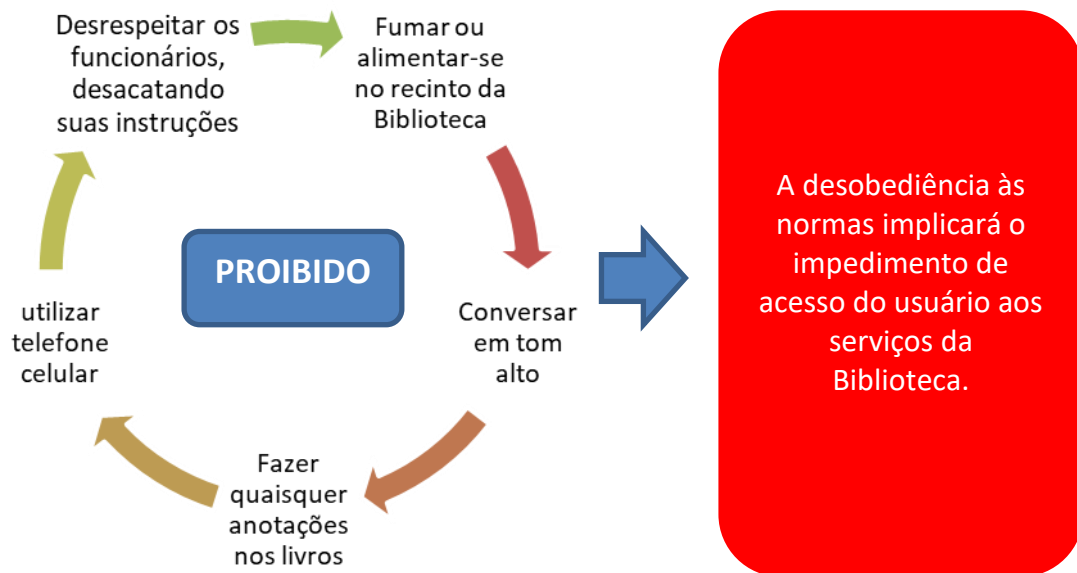 Desrespeitar os
funcionários,
desacatando
suas instruções
Fumar ou
alimentar-se
no recinto da
Biblioteca
Conversar
em tom
alto
Fazer
quaisquer
anotações
nos livros
utilizar
telefone
celular
PROIBIDO
A desobediência às
normas implicará o
impedimento de
acesso do usuário aos
serviços da
Biblioteca.